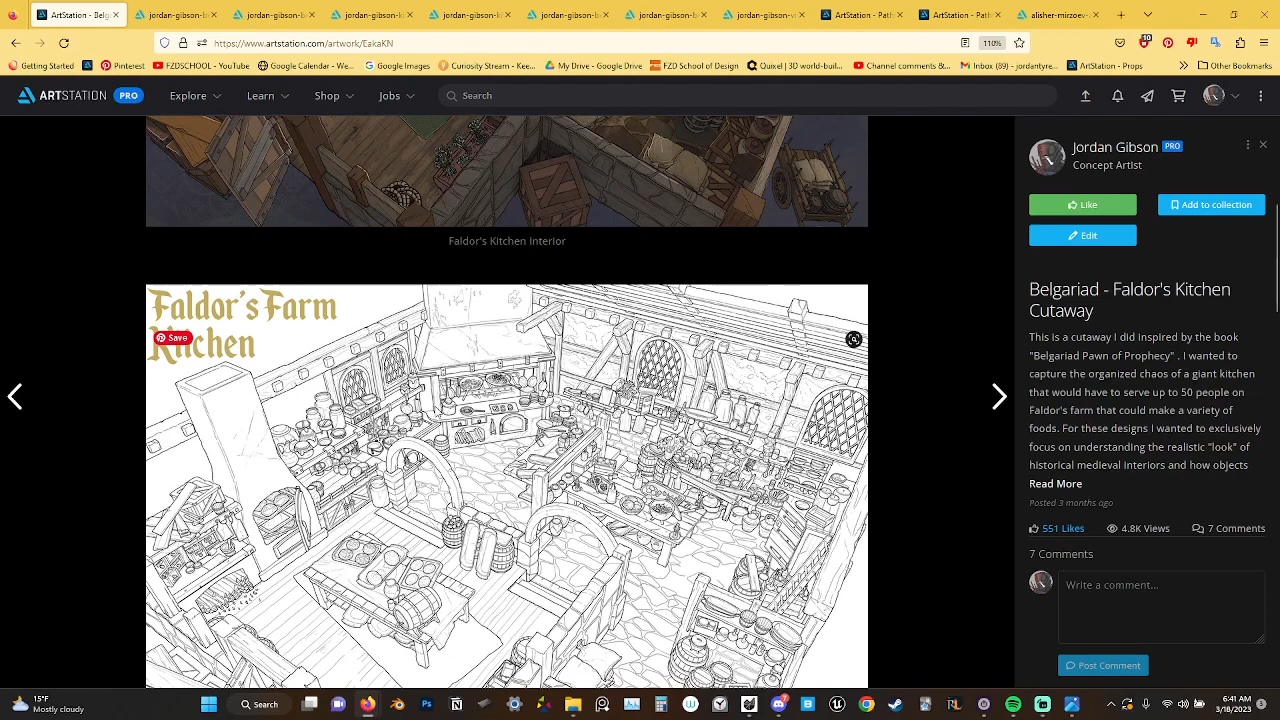 ArtStation - Belg
jordan-gibson-b
jordan-gibson-k
jordan-gibson-k
jordan-gibson-k
jordan-gibson-fa
jordan-gibson-b
jordan-gibson-b
ArtStation - Path
ArtStation - Path
alisher-mirzoev-
https://www.artstation.com/artwork/EakaKN
110%
10
Getting Started
Pinterest
FZDSCHOOL - YouTube
Google Calendar - We...
Google Images
Curiosity Stream - Kee...
My Drive - Google Drive
FZD School of Design
Quixel | 3D world-buil...
Channel comments &...
Inbox (89) - jordantyre...
ArtStation - Props
Other Bookmarks
ARTSTATION PRO
Explore
Learn
Shop
Jobs
Search
Jordan Gibson PRO
Concept Artist
Like
Add to collection
Edit
Faldor's Kitchen Interior
Faldor's Farm
Kitchen
Save
Belgariad - Faldor's Kitchen
Cutaway
This is a cutaway I did inspired by the book
"Belgariad Pawn of Prophecy" . I wanted to
capture the organized chaos of a giant kitchen
that would have to serve up to 50 people on
Faldor's farm that could make a variety of
foods. For these designs I wanted to exclusively
focus on understanding the realistic "look" of
historical medieval interiors and how objects
Read More
Posted 3 months ago
551 Likes
4.8K Views
7 Comments
7 Comments
Write a comment...
Post Comment
15°F
Mostly cloudy
Search
6:41 AM
3/18/2023